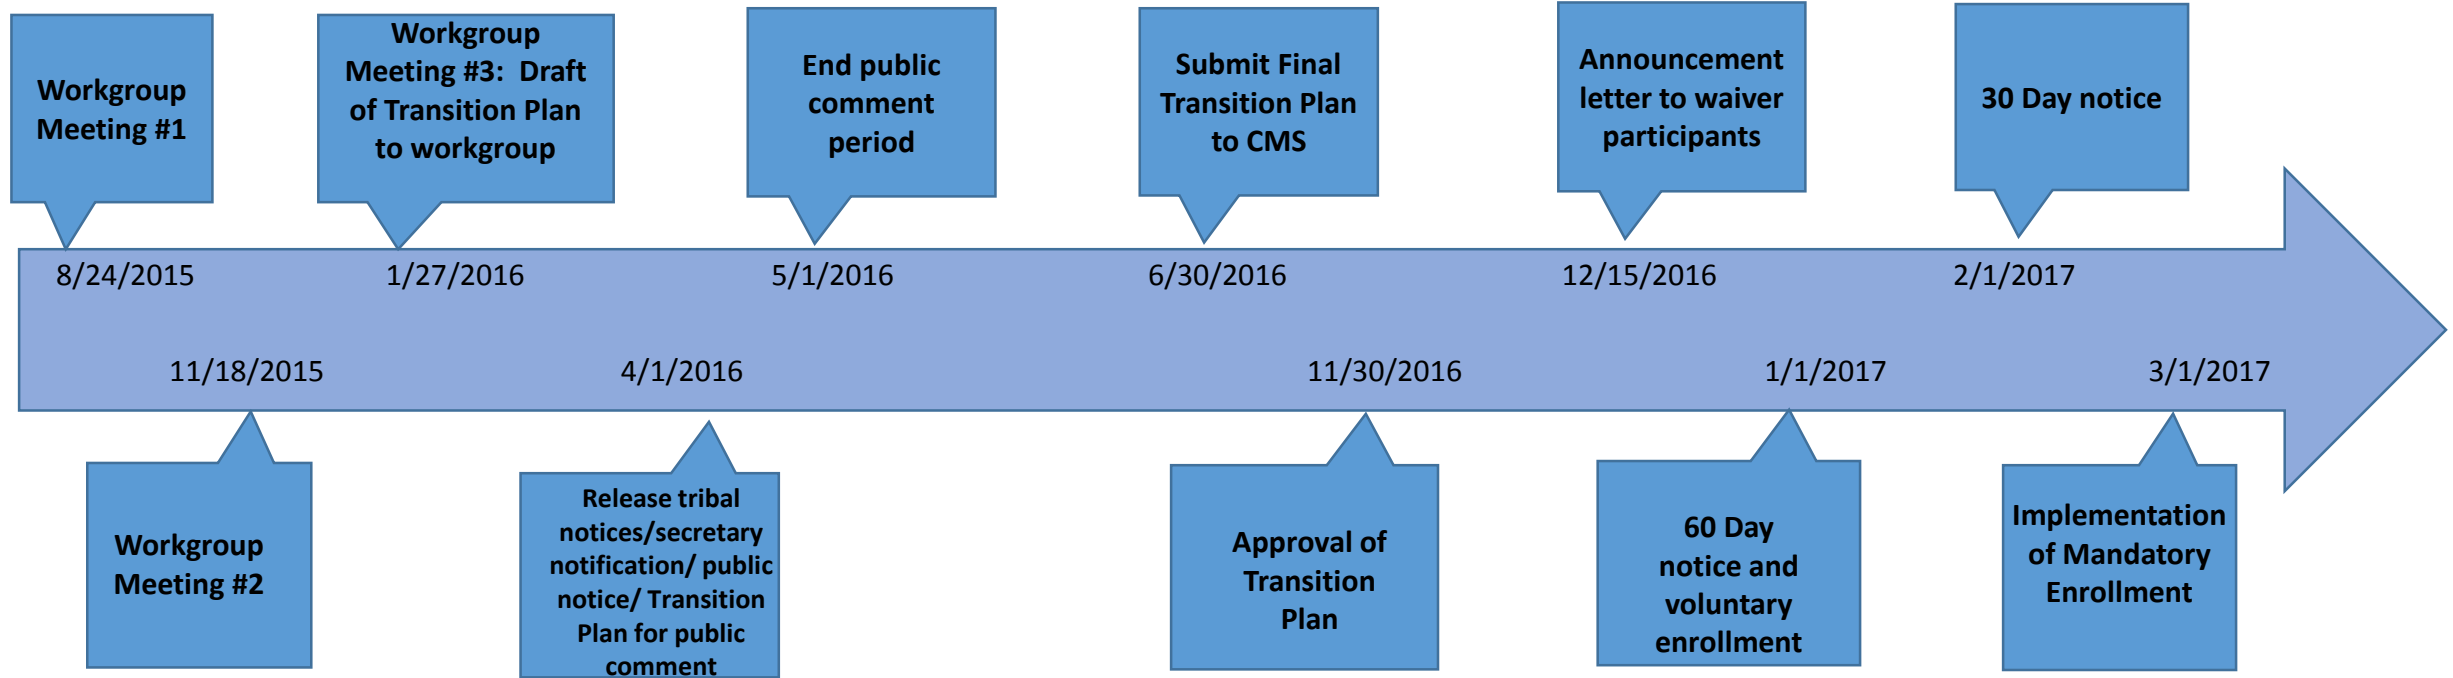 Workgroup
Meeting #1
Workgroup
Meeting #3:  Draft
of Transition Plan
to workgroup
End public
comment
period
Submit Final
Transition Plan
to CMS
Announcement
letter to waiver
participants
30 Day notice
8/24/2015
1/27/2016
5/1/2016
6/30/2016
12/15/2016
2/1/2017
11/18/2015
4/1/2016
11/30/2016
1/1/2017
3/1/2017
Workgroup
Meeting #2
Release tribal
notices/secretary
notification/ public
notice/ Transition
Plan for public
comment
Approval of
Transition
Plan
60 Day
notice and
voluntary
enrollment
Implementation
of Mandatory
Enrollment